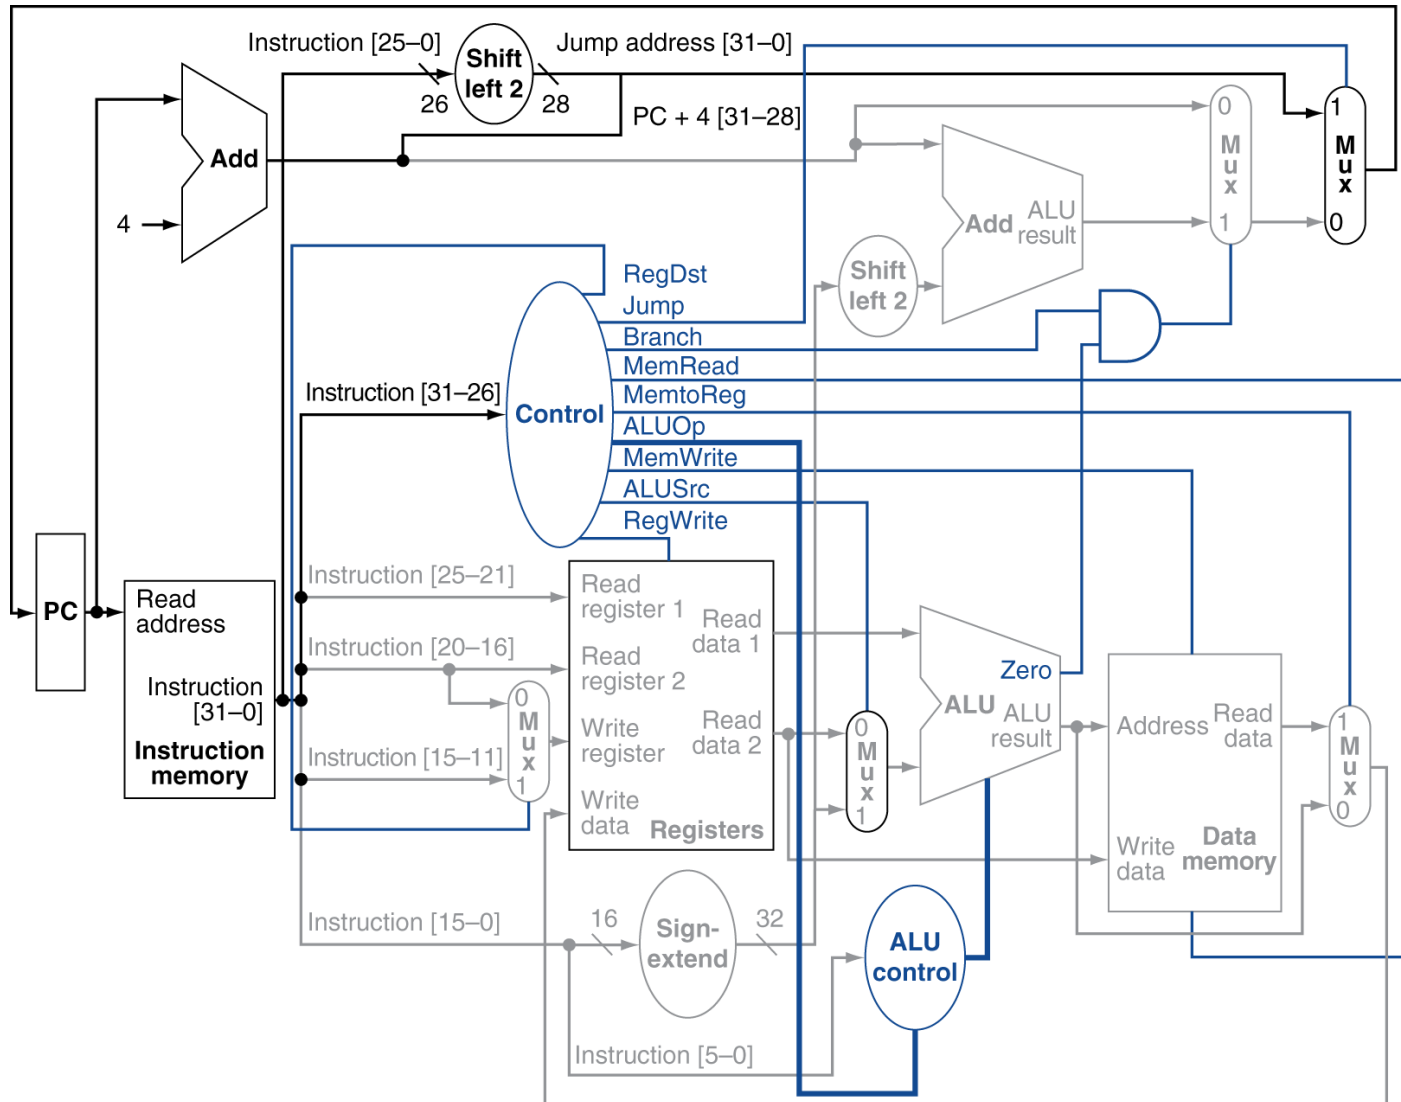 Instruction [25–0]
Shift
left 2
Jump address [31–0]
26
28
PC + 4 [31–28]
Add
4
0
M
u
x
1
1
M
u
x
0
Add
ALU
result
Shift
left 2
RegDst
Jump
Branch
MemRead
MemtoReg
ALUOp
MemWrite
ALUSrc
RegWrite
Instruction [31–26]
Control
PC
Read
address
Instruction
[31–0]
Instruction
memory
Instruction [25–21]
Instruction [20–16]
Instruction [15–11]
0
M
u
x
1
Read
register 1
Read
register 2
Write
register
Write
data
Read
data 1
Read
data 2
Registers
0
M
u
x
1
Zero
ALU
ALU
result
Address
Read
data
Write
data
Data
memory
1
M
u
x
0
Instruction [15–0]
16
Sign-
extend
32
ALU
control
Instruction [5–0]